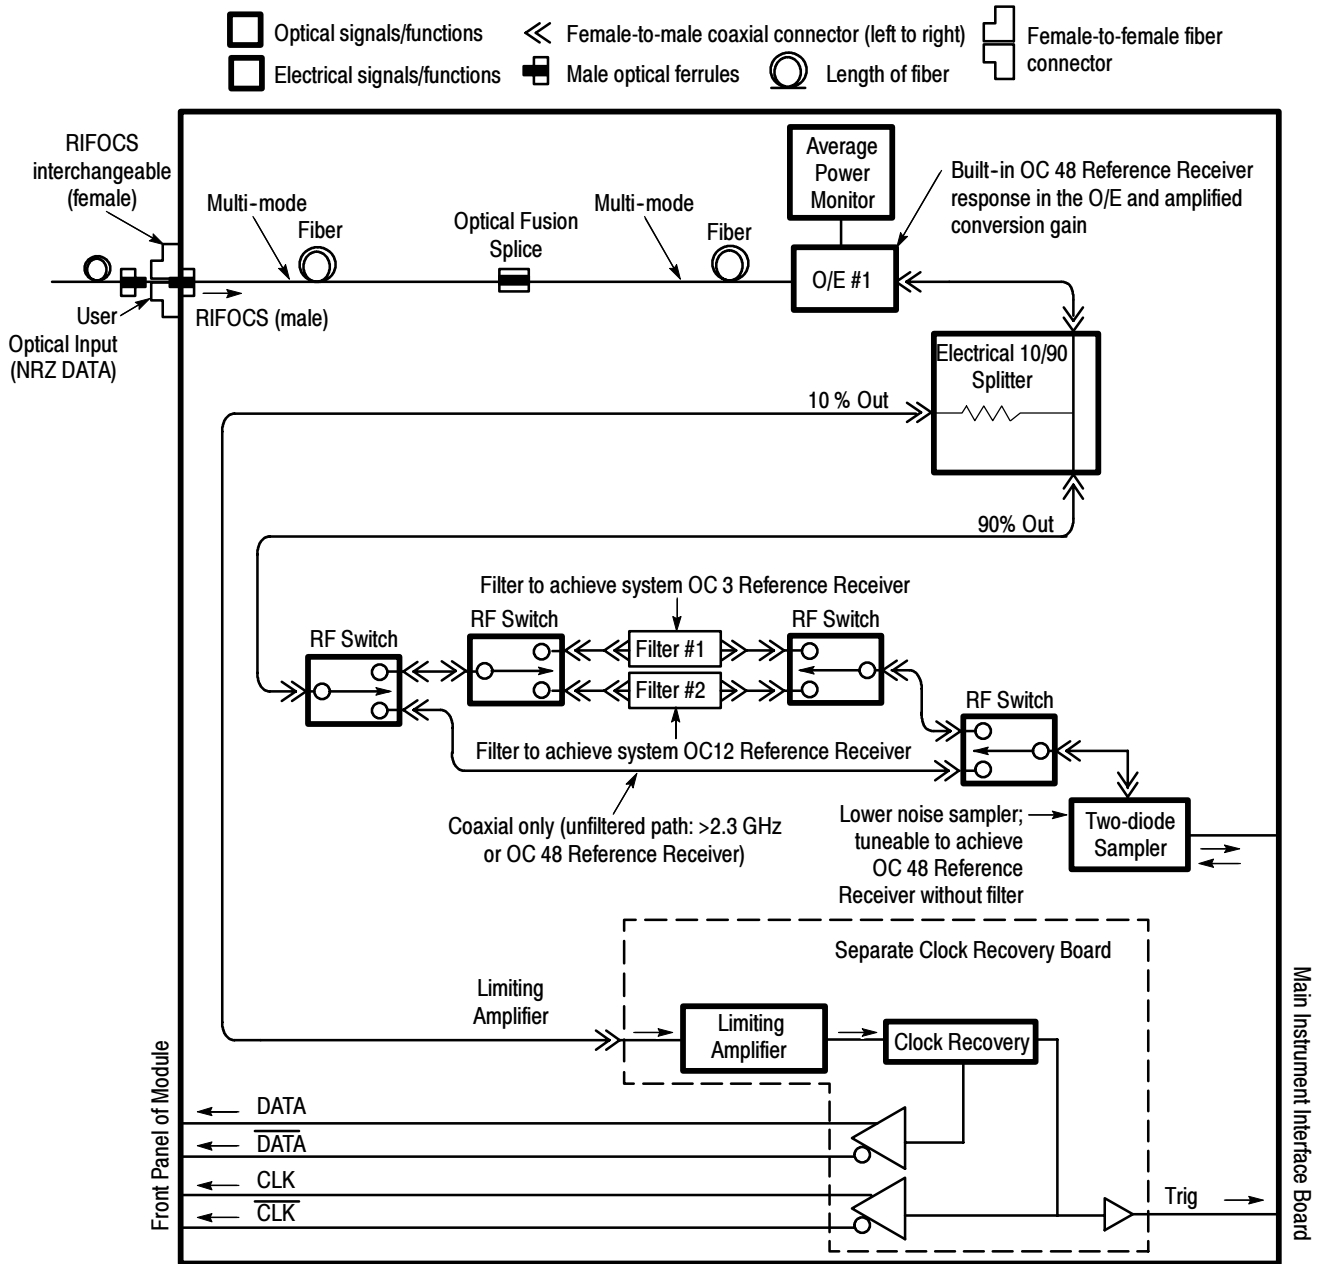 Optical signals/functions
Electrical signals/functions
Female-to-male coaxial connector (left to right)
Male optical ferrules
Length of fiber
Female-to-female fiber
connector
RIFOCS
interchangeable
(female)
Multi-mode
Fiber
Optical Fusion
Splice
Multi-mode
Fiber
Average
Power
Monitor
Built-in OC 48 Reference Receiver
response in the O/E and amplified
conversion gain
O/E #1
User
Optical Input
(NRZ DATA)
RIFOCS (male)
Electrical 10/90
Splitter
10 % Out
90% Out
Filter to achieve system OC 3 Reference Receiver
RF Switch
RF Switch
RF Switch
Filter #1
Filter #2
RF Switch
Filter to achieve system OC12 Reference Receiver
Coaxial only (unfiltered path: >2.3 GHz
or OC 48 Reference Receiver)
Lower noise sampler;
tuneable to achieve
OC 48 Reference
Receiver without filter
Two-diode
Sampler
Separate Clock Recovery Board
Limiting
Amplifier
Limiting
Amplifier
Clock Recovery
DATA
D̅A̅T̅A̅
CLK
C̅L̅K̅
Trig
Front Panel of Module
Main Instrument Interface Board